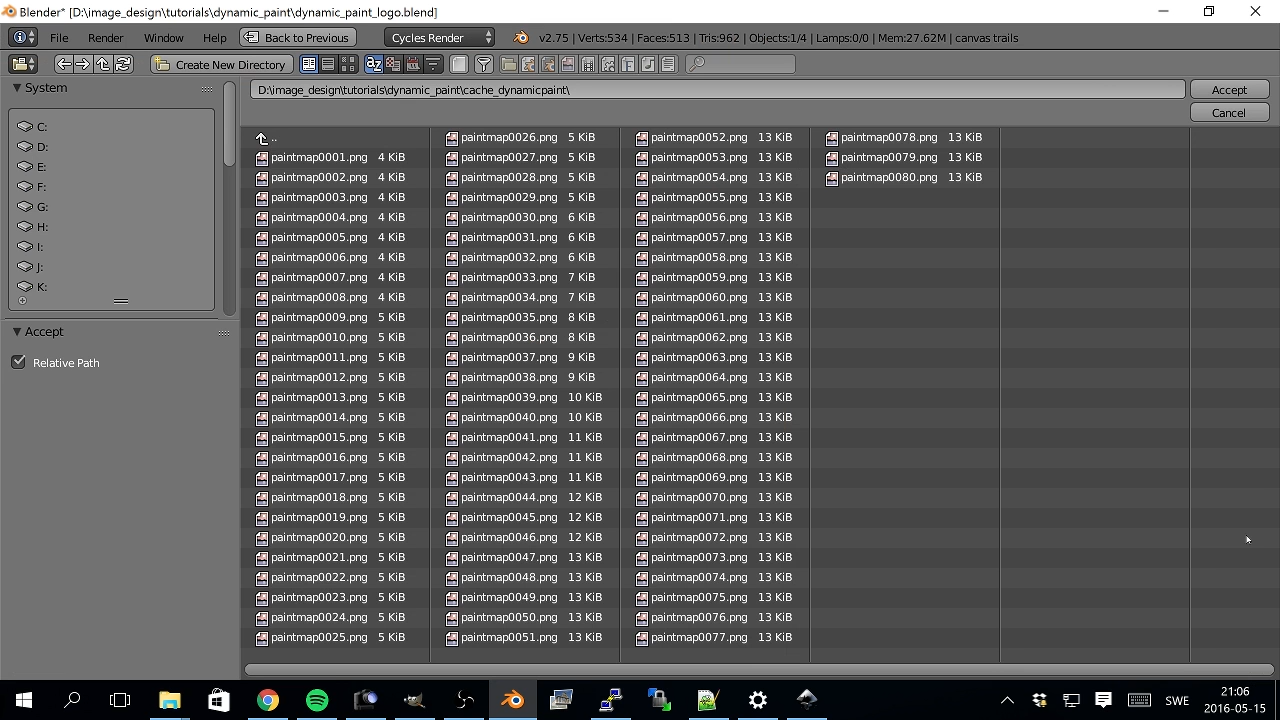 Blender* [D:\image_design\tutorials\dynamic_paint\dynamic_paint_logo.blend]
File Render Window Help Back to Previous Cycles Render v2.75 | Verts:534 | Faces:513 | Tris:962 | Objects:1/4 | Lamps:0/0 | Mem:27.62M | canvas trails
Create New Directory
System
C:
D:
E:
F:
G:
H:
I:
J:
K:
Accept
Relative Path
D:\image_design\tutorials\dynamic_paint\cache_dynamicpaint\
Accept
Cancel
..
paintmap0001.png 4 KiB
paintmap0002.png 4 KiB
paintmap0003.png 4 KiB
paintmap0004.png 4 KiB
paintmap0005.png 4 KiB
paintmap0006.png 4 KiB
paintmap0007.png 4 KiB
paintmap0008.png 4 KiB
paintmap0009.png 5 KiB
paintmap0010.png 5 KiB
paintmap0011.png 5 KiB
paintmap0012.png 5 KiB
paintmap0013.png 5 KiB
paintmap0014.png 5 KiB
paintmap0015.png 5 KiB
paintmap0016.png 5 KiB
paintmap0017.png 5 KiB
paintmap0018.png 5 KiB
paintmap0019.png 5 KiB
paintmap0020.png 5 KiB
paintmap0021.png 5 KiB
paintmap0022.png 5 KiB
paintmap0023.png 5 KiB
paintmap0024.png 5 KiB
paintmap0025.png 5 KiB
paintmap0026.png 5 KiB
paintmap0027.png 5 KiB
paintmap0028.png 5 KiB
paintmap0029.png 5 KiB
paintmap0030.png 6 KiB
paintmap0031.png 6 KiB
paintmap0032.png 6 KiB
paintmap0033.png 7 KiB
paintmap0034.png 7 KiB
paintmap0035.png 8 KiB
paintmap0036.png 8 KiB
paintmap0037.png 9 KiB
paintmap0038.png 9 KiB
paintmap0039.png 10 KiB
paintmap0040.png 10 KiB
paintmap0041.png 11 KiB
paintmap0042.png 11 KiB
paintmap0043.png 11 KiB
paintmap0044.png 12 KiB
paintmap0045.png 12 KiB
paintmap0046.png 12 KiB
paintmap0047.png 13 KiB
paintmap0048.png 13 KiB
paintmap0049.png 13 KiB
paintmap0050.png 13 KiB
paintmap0051.png 13 KiB
paintmap0052.png 13 KiB
paintmap0053.png 13 KiB
paintmap0054.png 13 KiB
paintmap0055.png 13 KiB
paintmap0056.png 13 KiB
paintmap0057.png 13 KiB
paintmap0058.png 13 KiB
paintmap0059.png 13 KiB
paintmap0060.png 13 KiB
paintmap0061.png 13 KiB
paintmap0062.png 13 KiB
paintmap0063.png 13 KiB
paintmap0064.png 13 KiB
paintmap0065.png 13 KiB
paintmap0066.png 13 KiB
paintmap0067.png 13 KiB
paintmap0068.png 13 KiB
paintmap0069.png 13 KiB
paintmap0070.png 13 KiB
paintmap0071.png 13 KiB
paintmap0072.png 13 KiB
paintmap0073.png 13 KiB
paintmap0074.png 13 KiB
paintmap0075.png 13 KiB
paintmap0076.png 13 KiB
paintmap0077.png 13 KiB
paintmap0078.png 13 KiB
paintmap0079.png 13 KiB
paintmap0080.png 13 KiB
SWE
21:06
2016-05-15